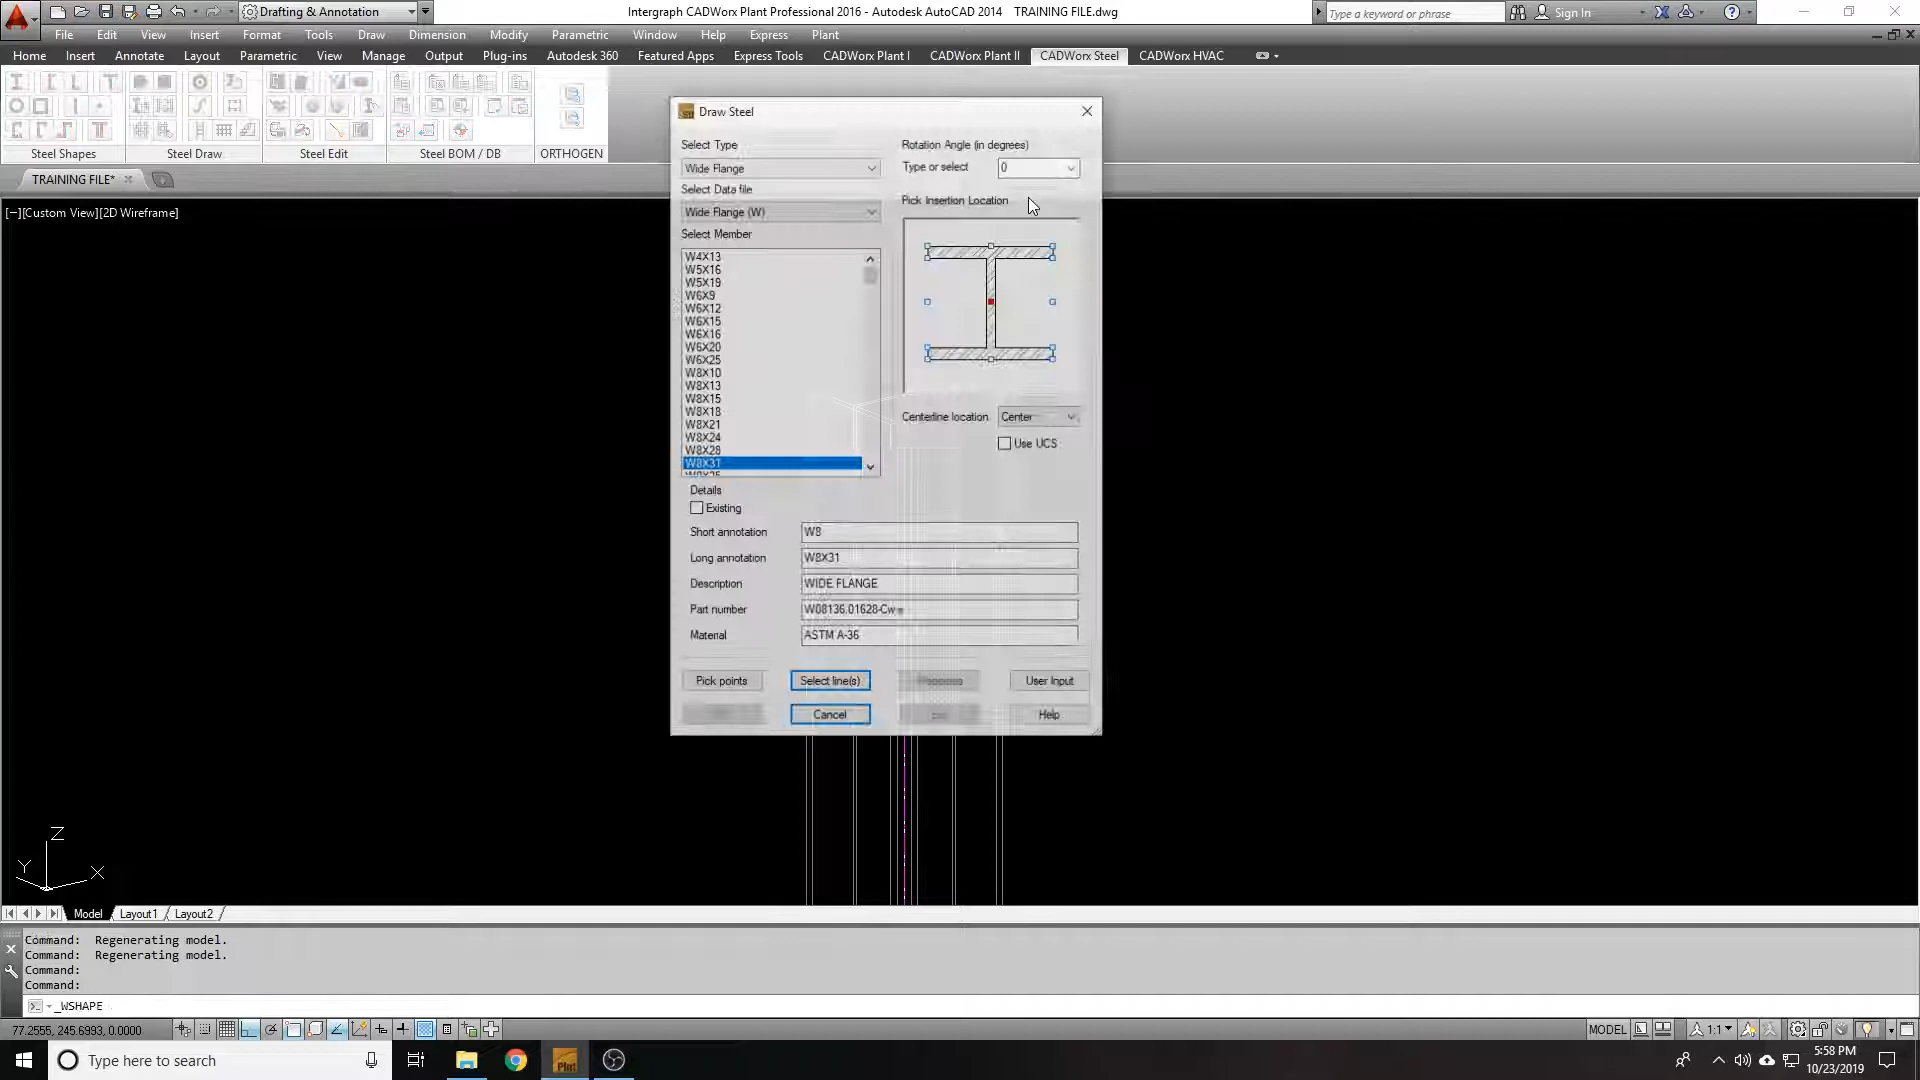 Drafting & Annotation
Intergraph CADWorx Plant Professional 2016 - Autodesk AutoCAD 2014 TRAINING FILE.dwg
Type a keyword or phrase
Sign In
File Edit View Insert Format Tools Draw Dimension Modify Parametric Window Help Express Plant
Home Insert Annotate Layout Parametric View Manage Output Plug-ins Autodesk 360 Featured Apps Express Tools CADWorx Plant I CADWorx Plant II CADWorx Steel CADWorx HVAC
Steel Shapes Steel Draw Steel Edit Steel BOM / DB ORTHOGEN
TRAINING FILE*
[−][Custom View][2D Wireframe]
Draw Steel
Select Type
Wide Flange
Select Data file
Wide Flange (W)
Select Member
W4X13
W5X16
W5X19
W6X9
W6X12
W6X15
W6X16
W6X20
W6X25
W8X10
W8X13
W8X15
W8X18
W8X21
W8X24
W8X28
W8X31
Rotation Angle (in degrees)
Type or select 0
Pick Insertion Location
Centerline location Center
Use UCS
Details
Existing
Short annotation W8
Long annotation W8X31
Description WIDE FLANGE
Part number W08136.01628-Cw=
Material ASTM A-36
Pick points Select line(s) User Input
Cancel Help
Z
Y
X
Model Layout1 Layout2
Command: Regenerating model.
Command: Regenerating model.
Command:
Command:
_WSHAPE
77.2555, 245.6993, 0.0000
MODEL
1:1
Type here to search
Plnt
5:58 PM
10/23/2019